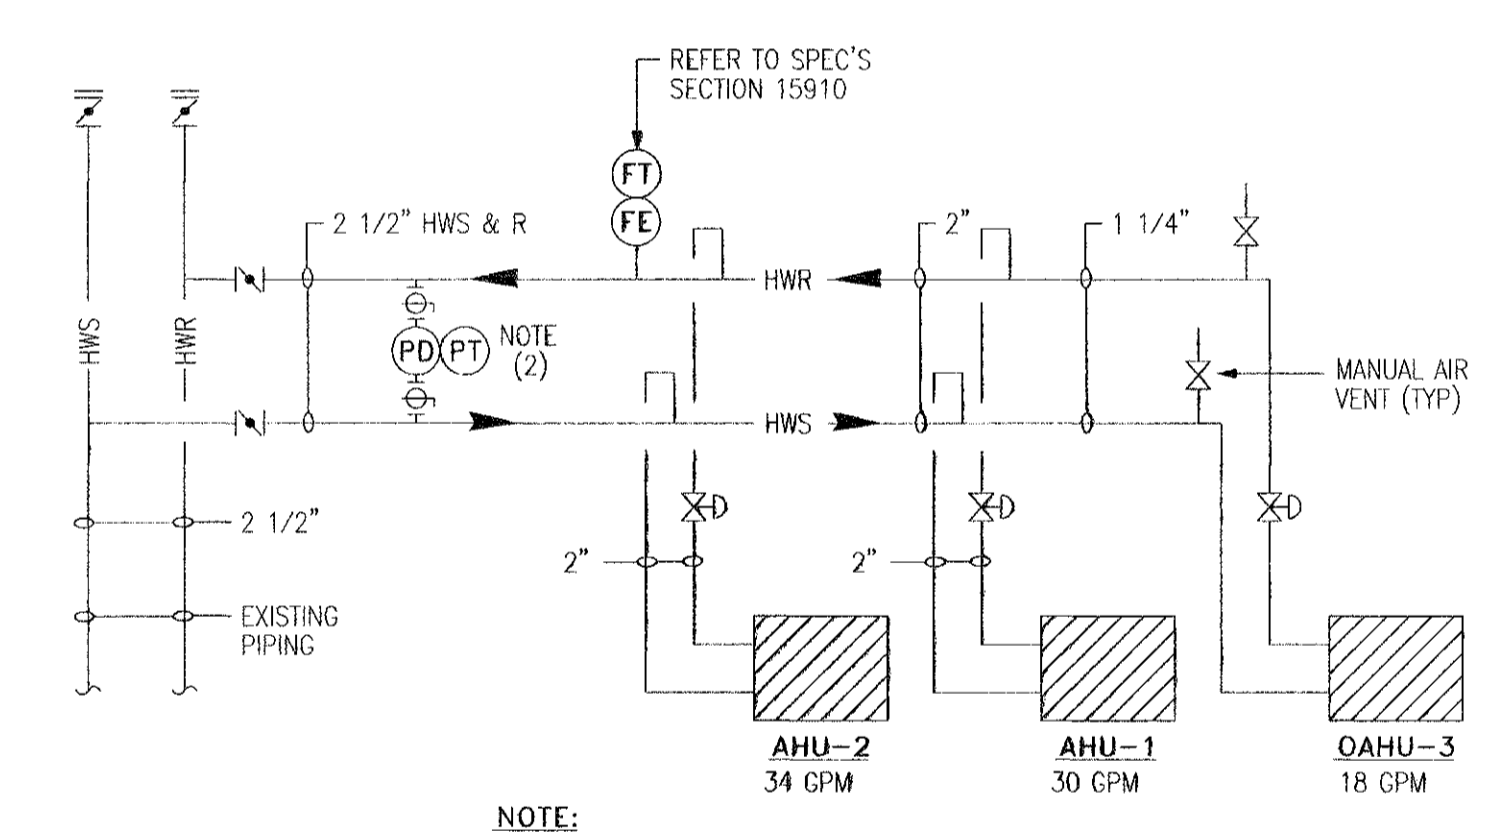 REFER TO SPEC'S
SECTION 15910
FT
FE
2 1/2" HWS & R
2"
1 1/4"
HWR
HWS
HWR
PD
PT
NOTE
(2)
MANUAL AIR
VENT (TYP)
HWS
2 1/2"
2"
2"
EXISTING
PIPING
AHU-2
34 GPM
AHU-1
30 GPM
OAHU-3
18 GPM
NOTE: